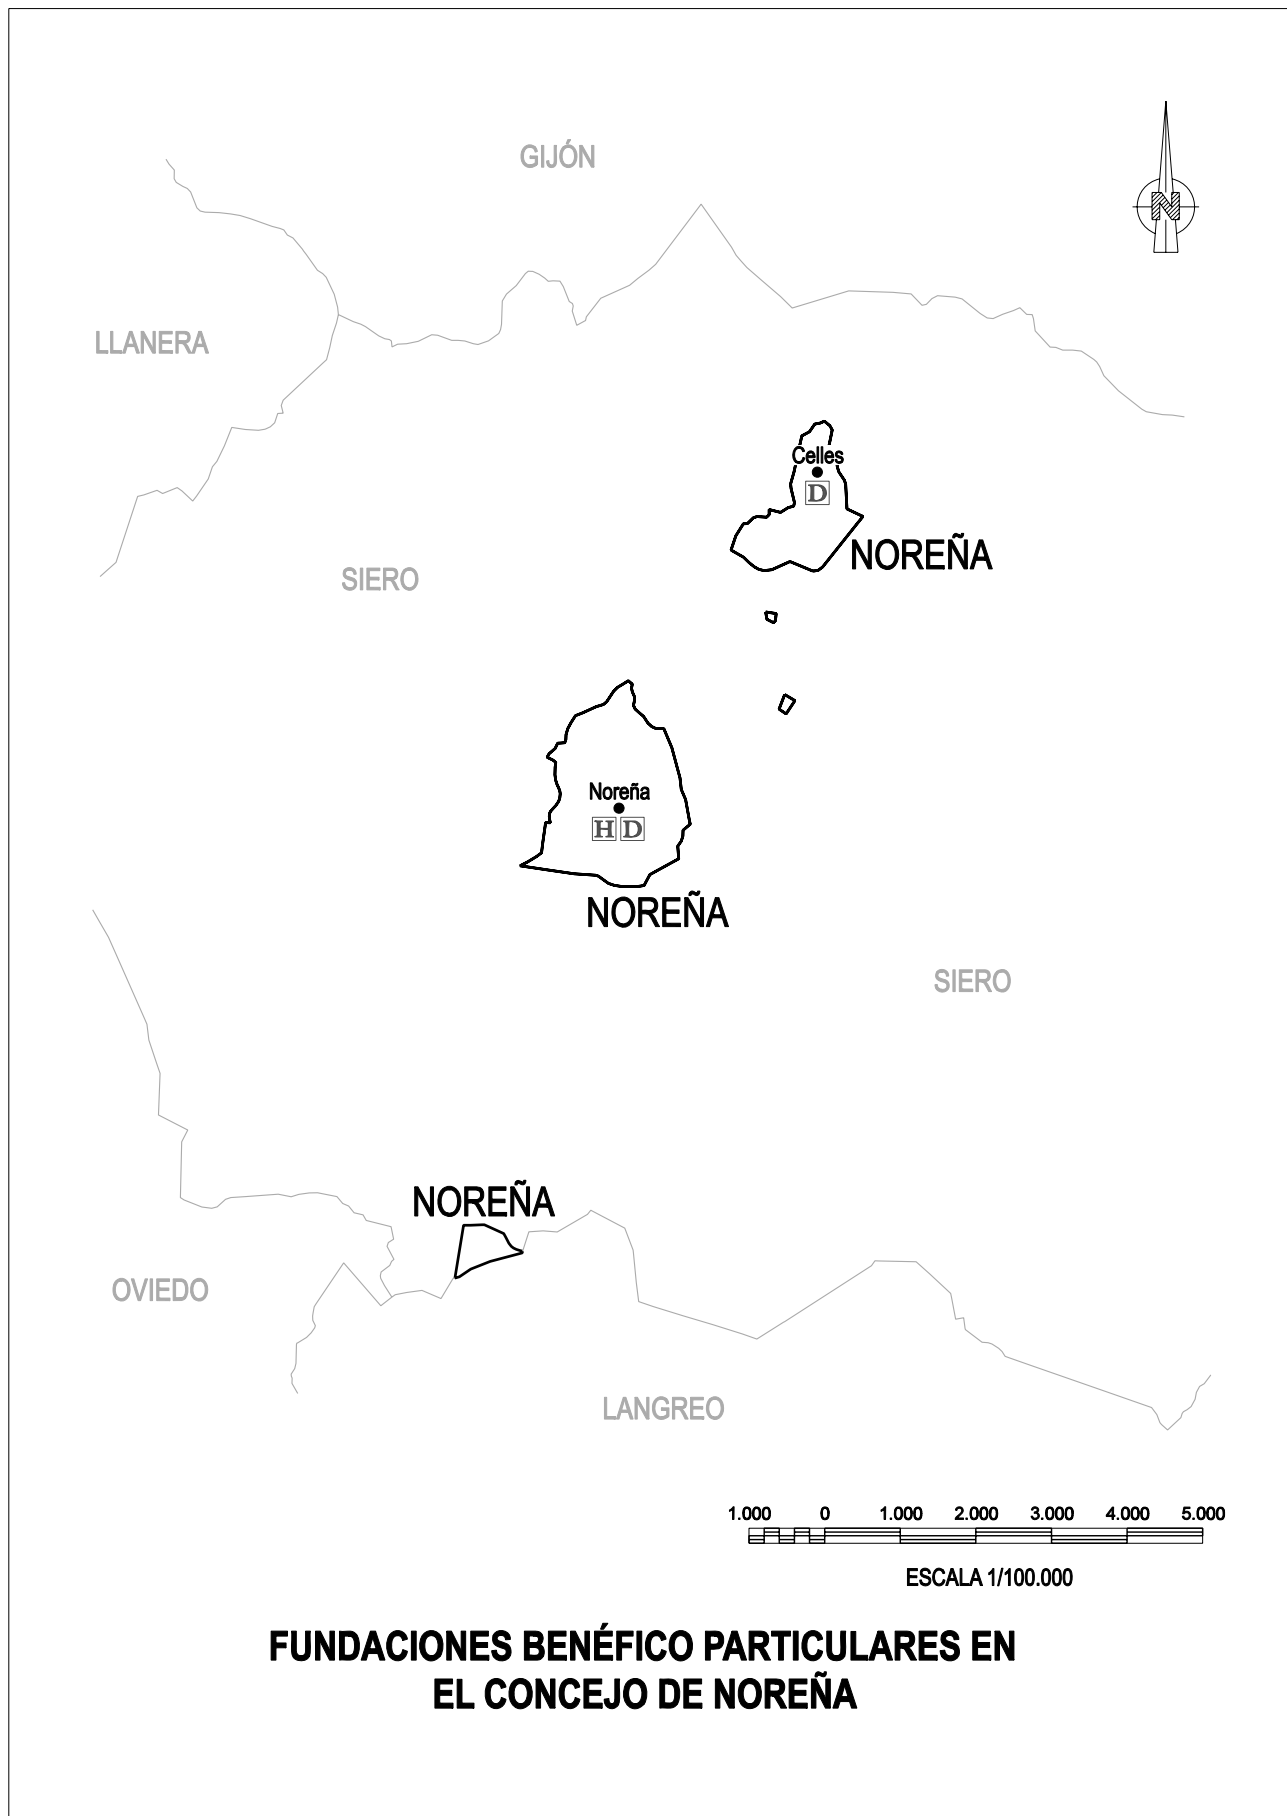 GIJÓN
N
LLANERA
Celles
D
NOREÑA
SIERO
Noreña
H D
NOREÑA
SIERO
NOREÑA
OVIEDO
LANGREO
1.000 0 1.000 2.000 3.000 4.000 5.000
ESCALA 1/100.000
FUNDACIONES BENÉFICO PARTICULARES EN
EL CONCEJO DE NOREÑA